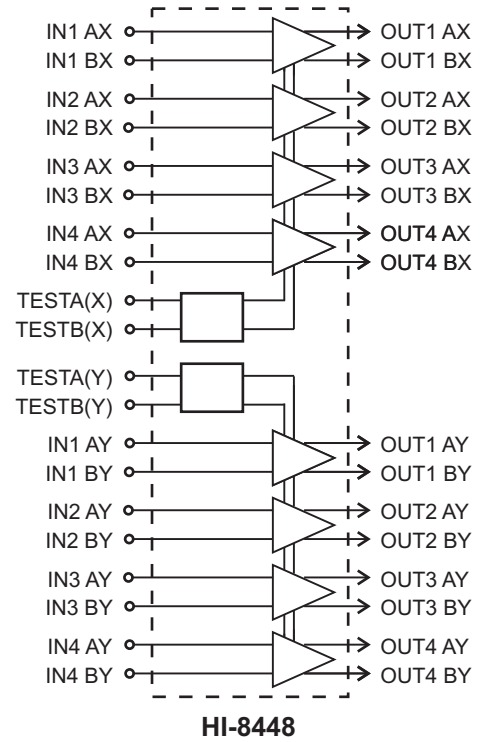 IN1 AX OUT1 AX
IN1 BX OUT1 BX
IN2 AX OUT2 AX
IN2 BX OUT2 BX
IN3 AX OUT3 AX
IN3 BX OUT3 BX
IN4 AX OUT4 AX
IN4 BX OUT4 BX
TESTA(X)
TESTB(X)
TESTA(Y)
TESTB(Y)
IN1 AY OUT1 AY
IN1 BY OUT1 BY
IN2 AY OUT2 AY
IN2 BY OUT2 BY
IN3 AY OUT3 AY
IN3 BY OUT3 BY
IN4 AY OUT4 AY
IN4 BY OUT4 BY
HI-8448